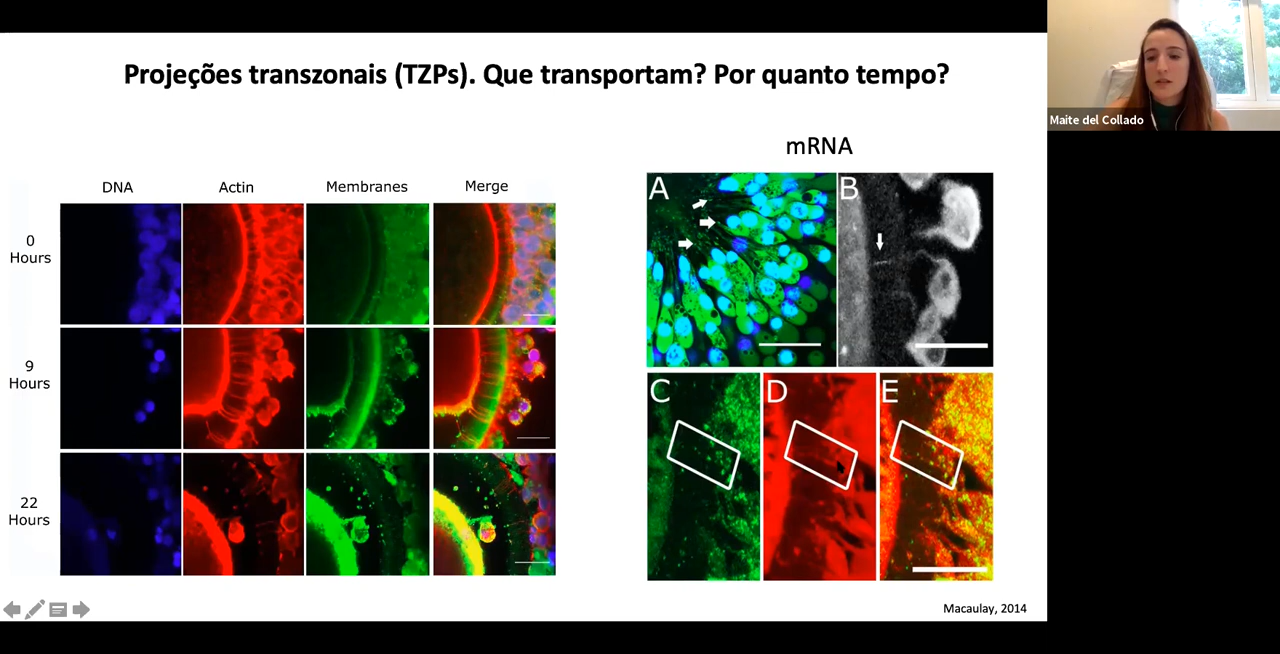 Projeções transzonais (TZPs). Que transportam? Por quanto tempo?
Maite del Collado
mRNA
DNA
Actin
Membranes
Merge
0
Hours
9
Hours
22
Hours
A
B
C
D
E
Macaulay, 2014